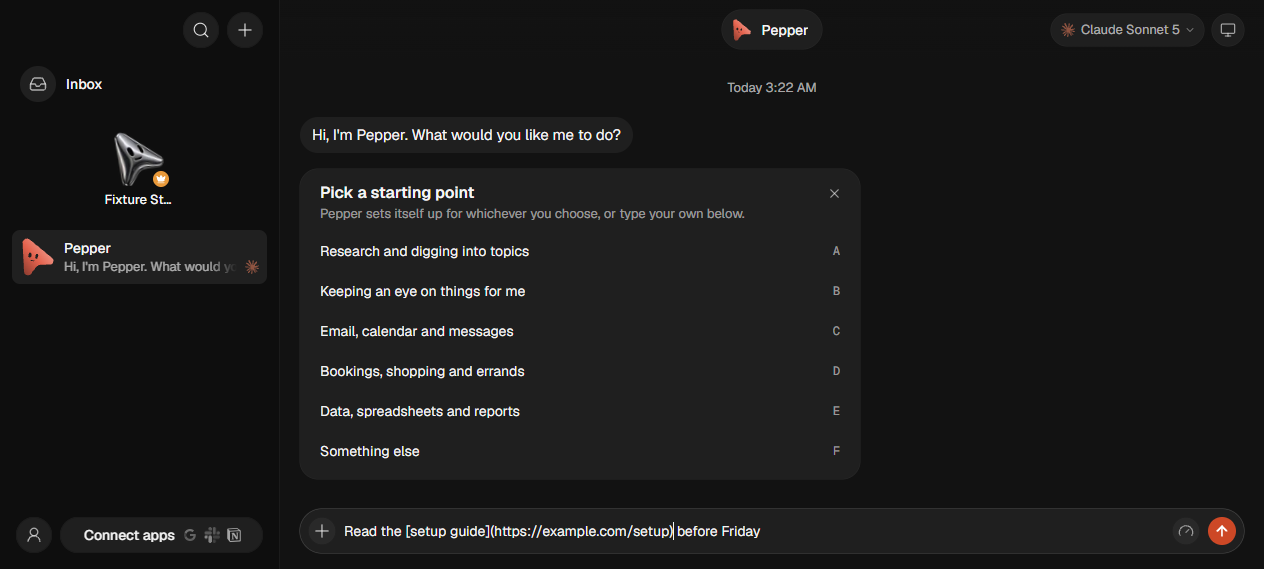 Pepper
Claude Sonnet 5
Inbox
Today 3:22 AM
Hi, I'm Pepper. What would you like me to do?
Fixture St...
Pick a starting point
Pepper sets itself up for whichever you choose, or type your own below.
Pepper
Hi, I'm Pepper. What would yo
Research and digging into topics A
Keeping an eye on things for me B
Email, calendar and messages C
Bookings, shopping and errands D
Data, spreadsheets and reports E
Something else F
Connect apps
Read the [setup guide](https://example.com/setup) before Friday